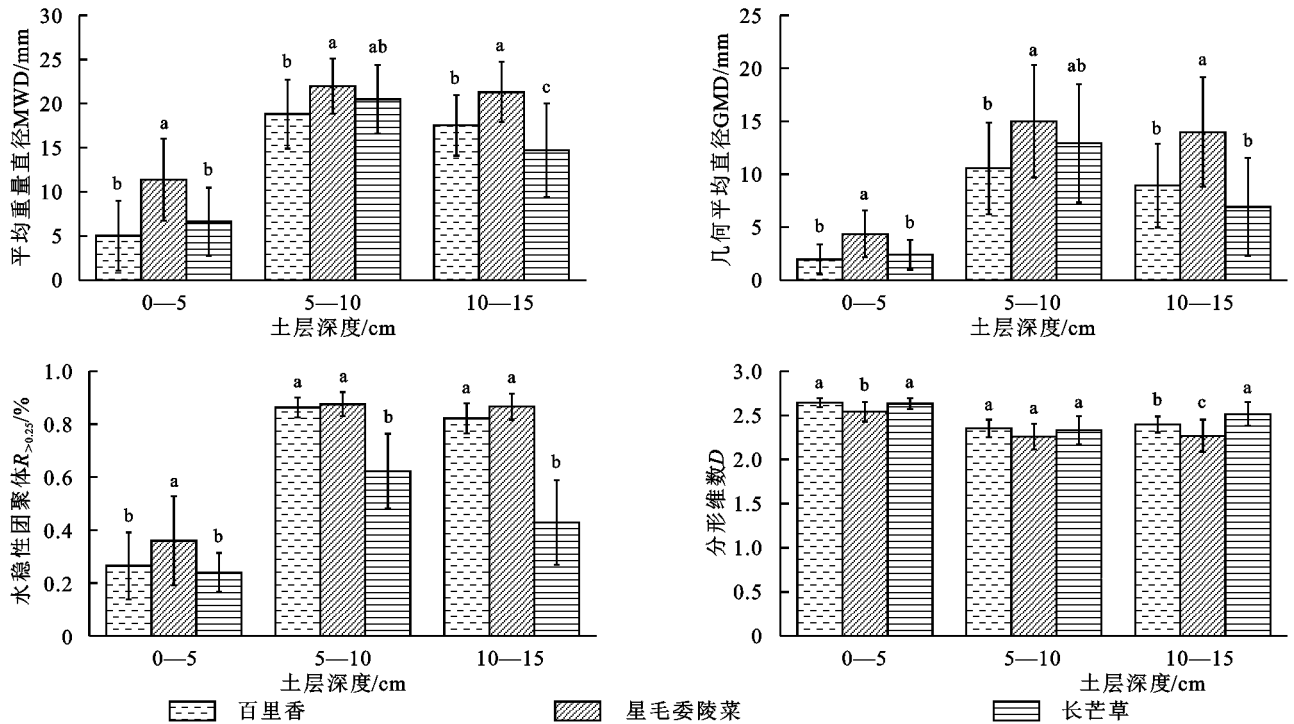 平均重量直径MWD/mm
30
25
20
15
10
5
0
b a b
b a ab
b a c
0—5 5—10 10—15
土层深度/cm
几何平均直径GMD/mm
25
20
15
10
5
0
b a b
b a ab
b a b
0—5 5—10 10—15
土层深度/cm
水稳性团聚体R>0.25/%
1.0
0.8
0.6
0.4
0.2
0
b a b
a a b
a a b
0—5 5—10 10—15
土层深度/cm
分形维数D
3.0
2.5
2.0
1.5
1.0
0.5
0
a b a
a a a
b c a
0—5 5—10 10—15
土层深度/cm
百里香 星毛委陵菜 长芒草